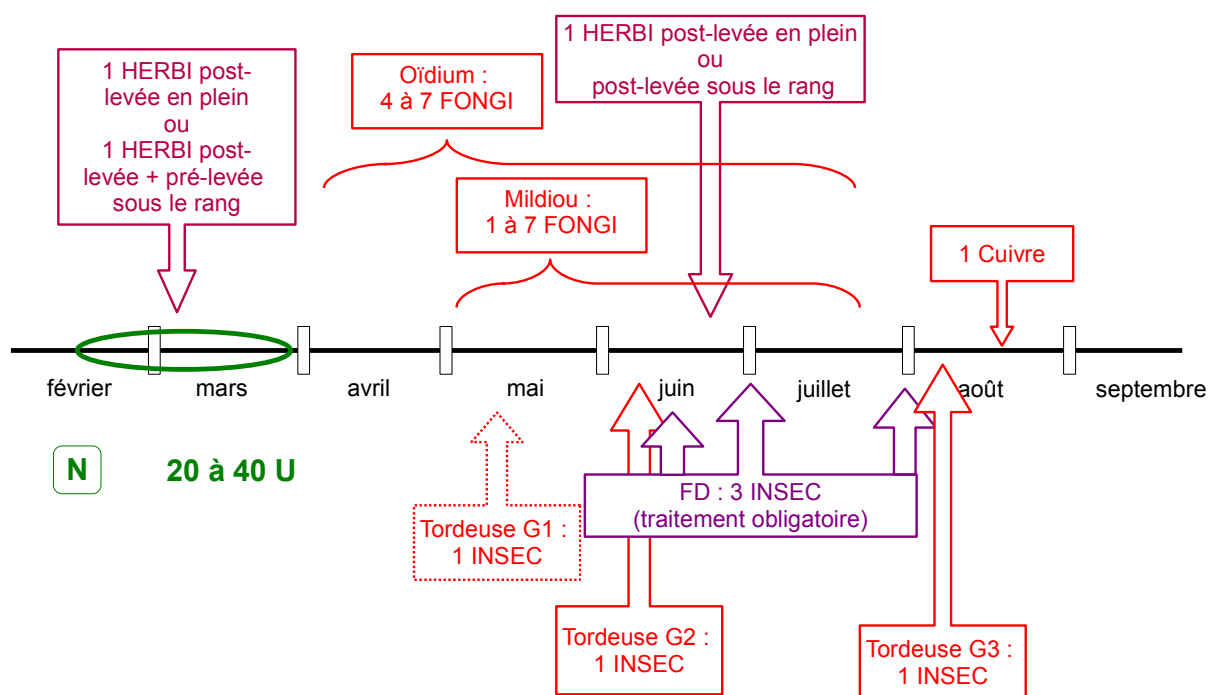 1 HERBI post-
levée en plein
ou
1 HERBI post-
levée + pré-levée
sous le rang
Oïdium :
4 à 7 FONGI
1 HERBI post-levée en plein
ou
post-levée sous le rang
Mildiou :
1 à 7 FONGI
1 Cuivre
février
mars
avril
mai
juin
juillet
août
septembre
N
20 à 40 U
Tordeuse G1 :
1 INSEC
FD : 3 INSEC
(traitement obligatoire)
Tordeuse G2 :
1 INSEC
Tordeuse G3 :
1 INSEC